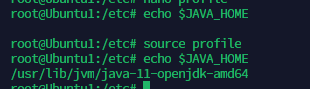 root@Ubuntu1:/etc# nano profile
root@Ubuntu1:/etc# echo $JAVA_HOME
root@Ubuntu1:/etc# source profile
root@Ubuntu1:/etc# echo $JAVA_HOME
/usr/lib/jvm/java-11-openjdk-amd64
root@Ubuntu1:/etc#